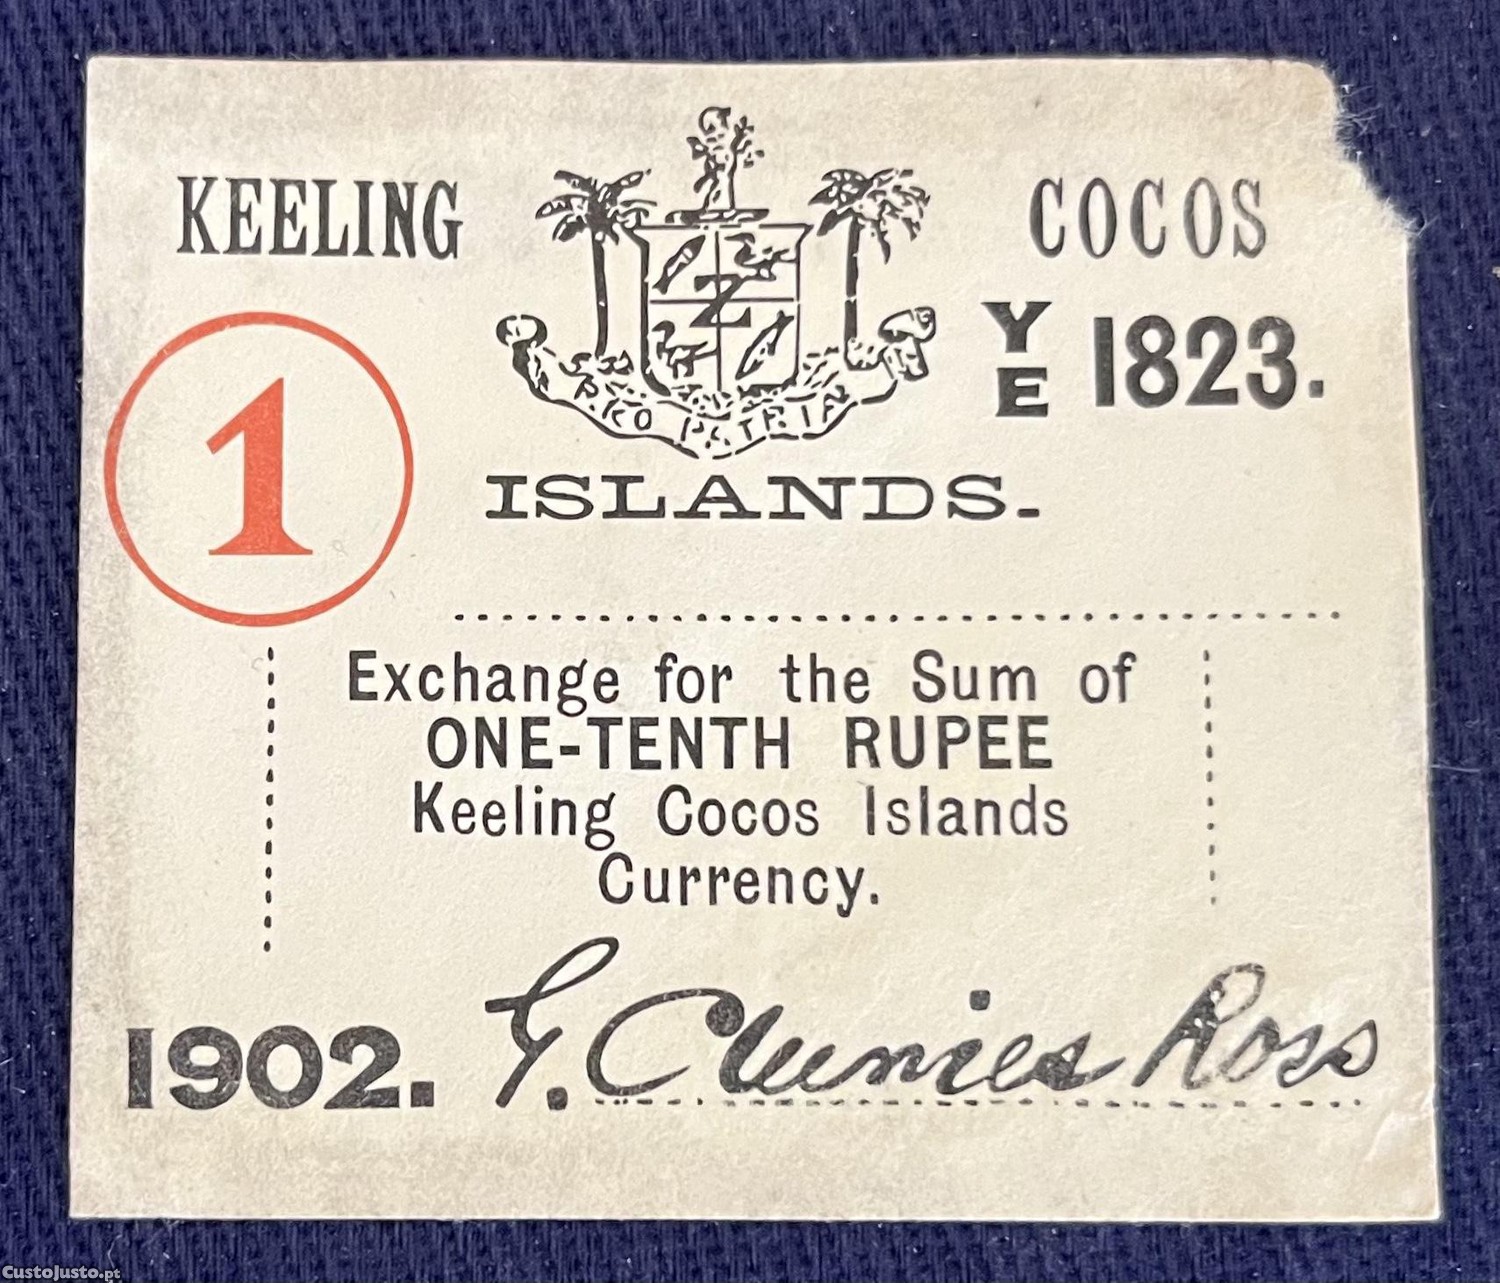 KEELING COCOS
Z
YE 1823.
PRO PATRIA
1
ISLANDS.
Exchange for the Sum of
ONE-TENTH RUPEE
Keeling Cocos Islands
Currency.
1902. G. Clunies Ross
CustoJusto.pt